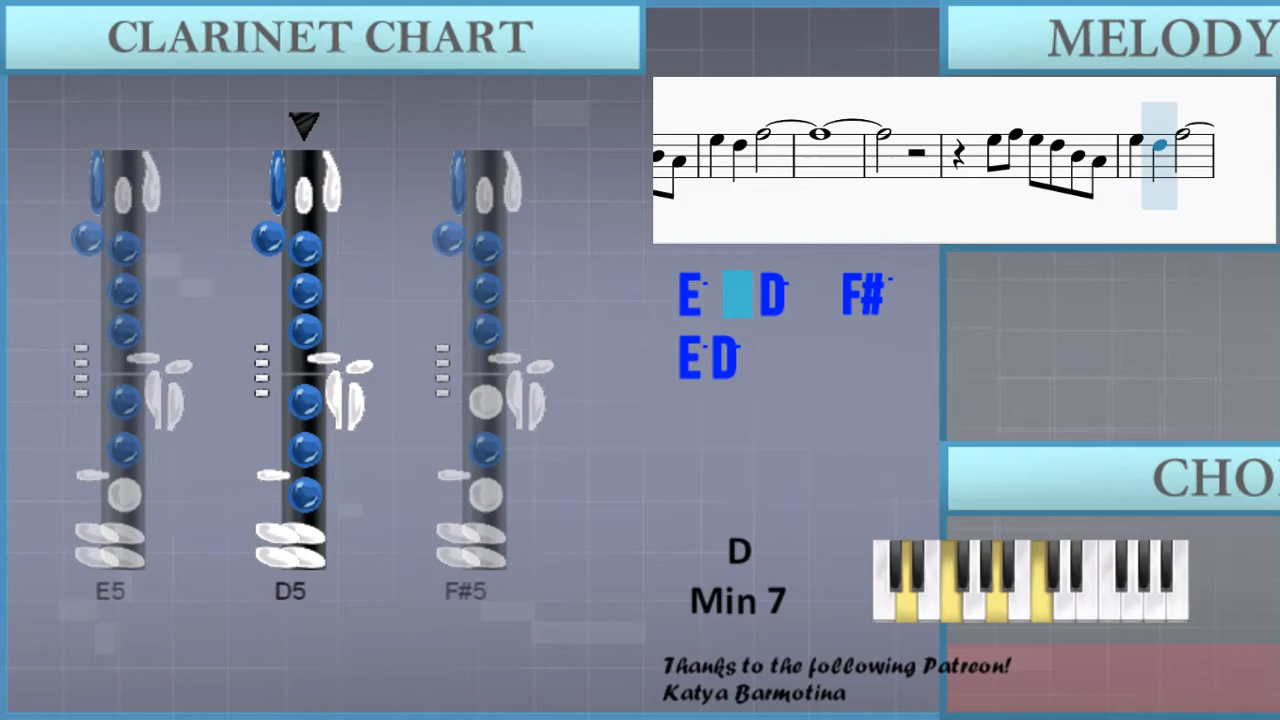 CLARINET CHART
MELODY
E- D- F#-
E- D-
E5 D5 F#5
CHO
D
Min 7
Thanks to the following Patreon!
Katya Barmotina